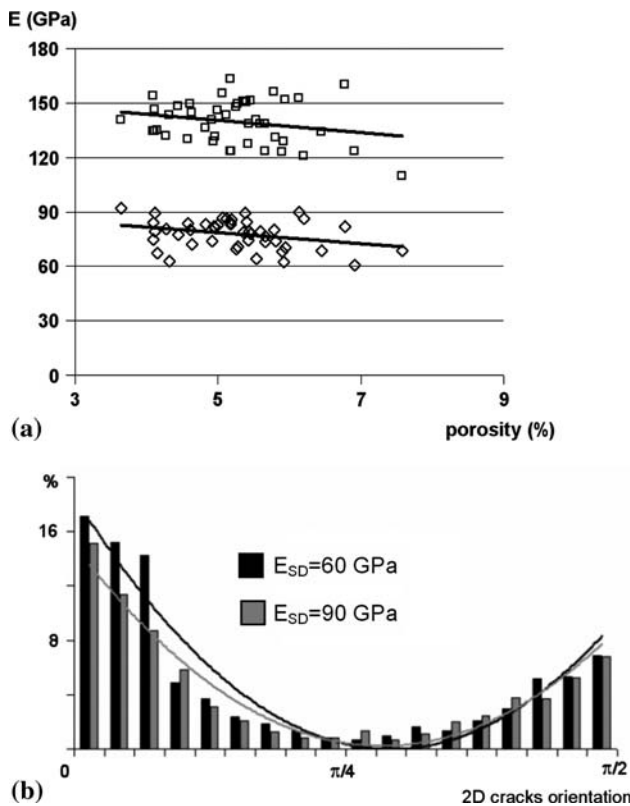 E (GPa)
180
150
120
90
60
30
0
3 5 7 9
(a) porosity (%)
%
16
E_SD=60 GPa
E_SD=90 GPa
8
0 π/4 π/2
(b) 2D cracks orientation